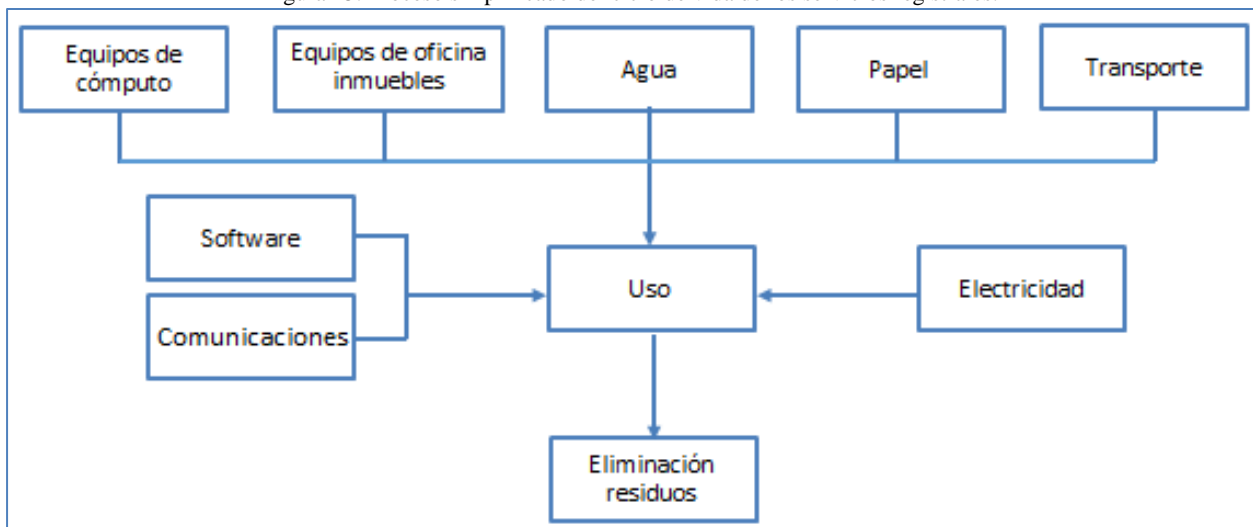 Equipos de
cómputo
Equipos de oficina
inmuebles
Agua
Papel
Transporte
Software
Comunicaciones
Uso
Electricidad
Eliminación
residuos